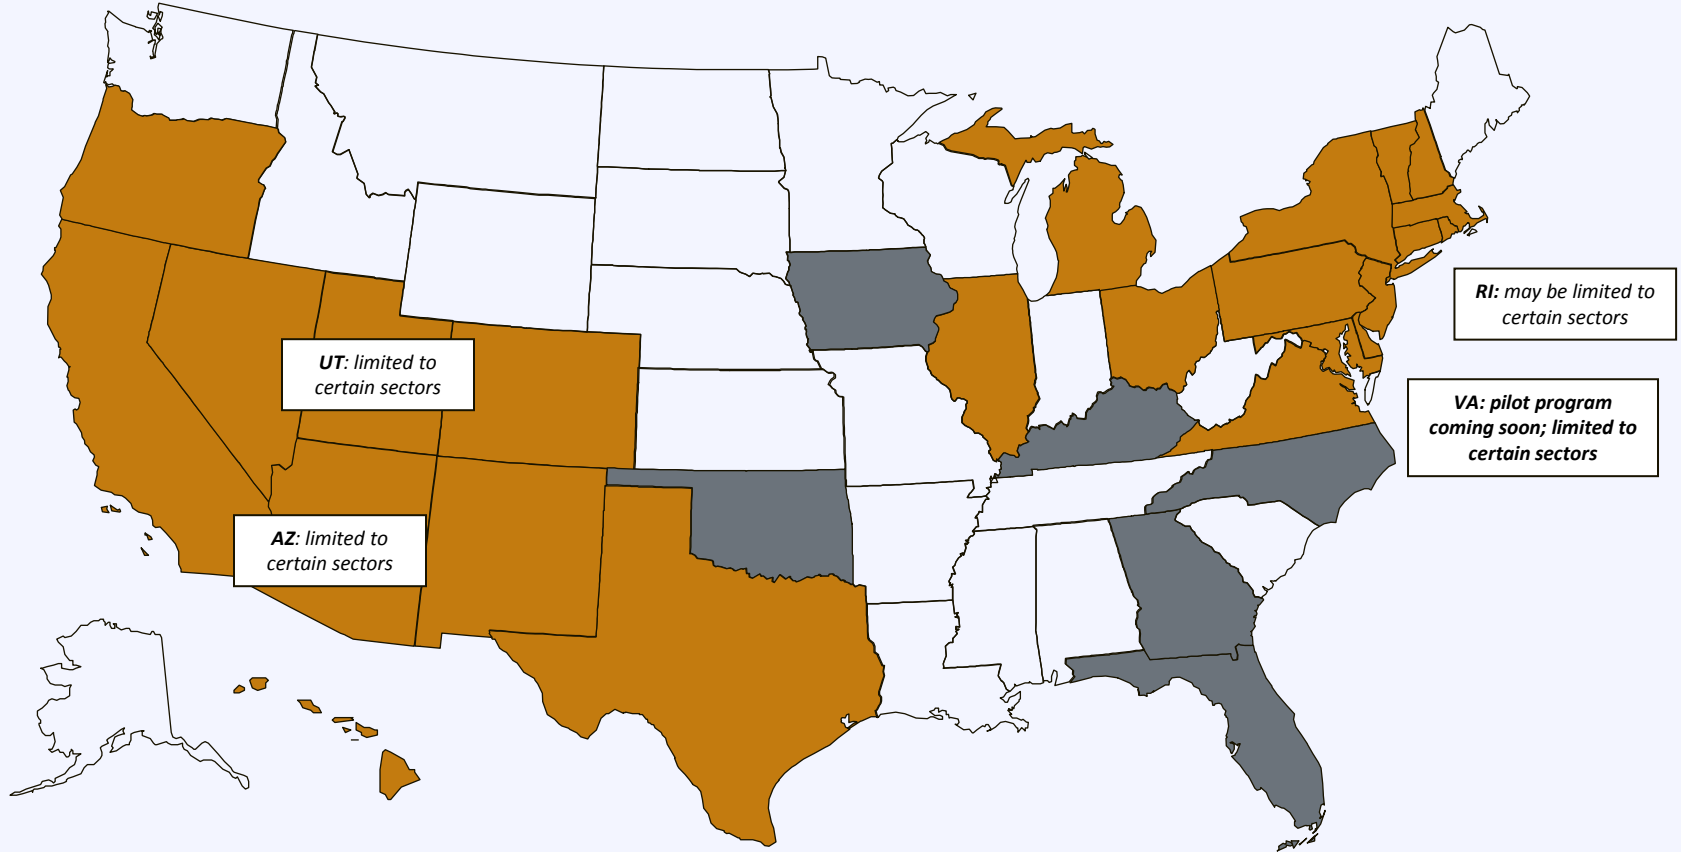 RI: may be limited to
certain sectors
UT: limited to
certain sectors
VA: pilot program
coming soon; limited to
certain sectors
AZ: limited to
certain sectors